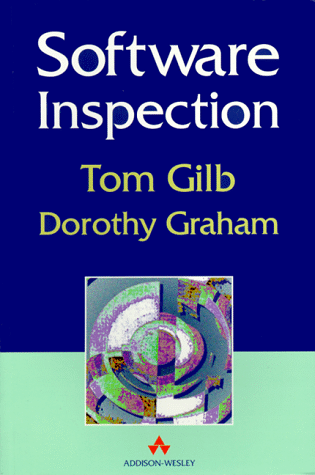 Software
Inspection
Tom Gilb
Dorothy Graham
ADDISON-WESLEY